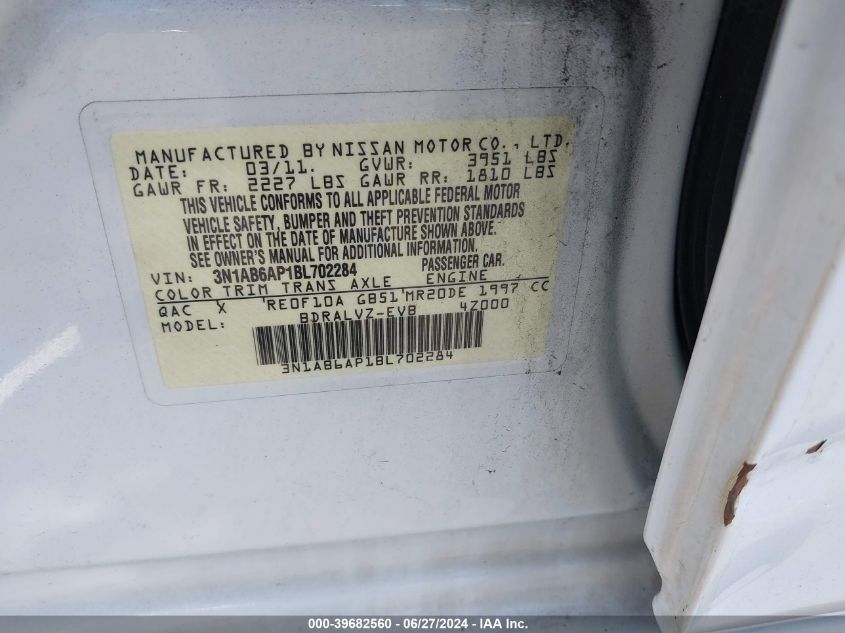 MANUFACTURED BY NISSAN MOTOR CO., LTD.
DATE: 03/11. GVWR: 3951 LBS
GAWR FR: 2227 LBS GAWR RR: 1810 LBS
THIS VEHICLE CONFORMS TO ALL APPLICABLE FEDERAL MOTOR
VEHICLE SAFETY, BUMPER AND THEFT PREVENTION STANDARDS
IN EFFECT ON THE DATE OF MANUFACTURE SHOWN ABOVE.
SEE OWNER'S MANUAL FOR ADDITIONAL INFORMATION.
VIN: 3N1AB6AP1BL702284 PASSENGER CAR.
COLOR TRIM TRANS AXLE ENGINE
QAC X 'RE0F10A GB51'MR20DE 1997 CC
MODEL: BDRALVZ-EVB 4Z000
3N1AB6AP1BL702284
000-39682560 - 06/27/2024 - IAA Inc.